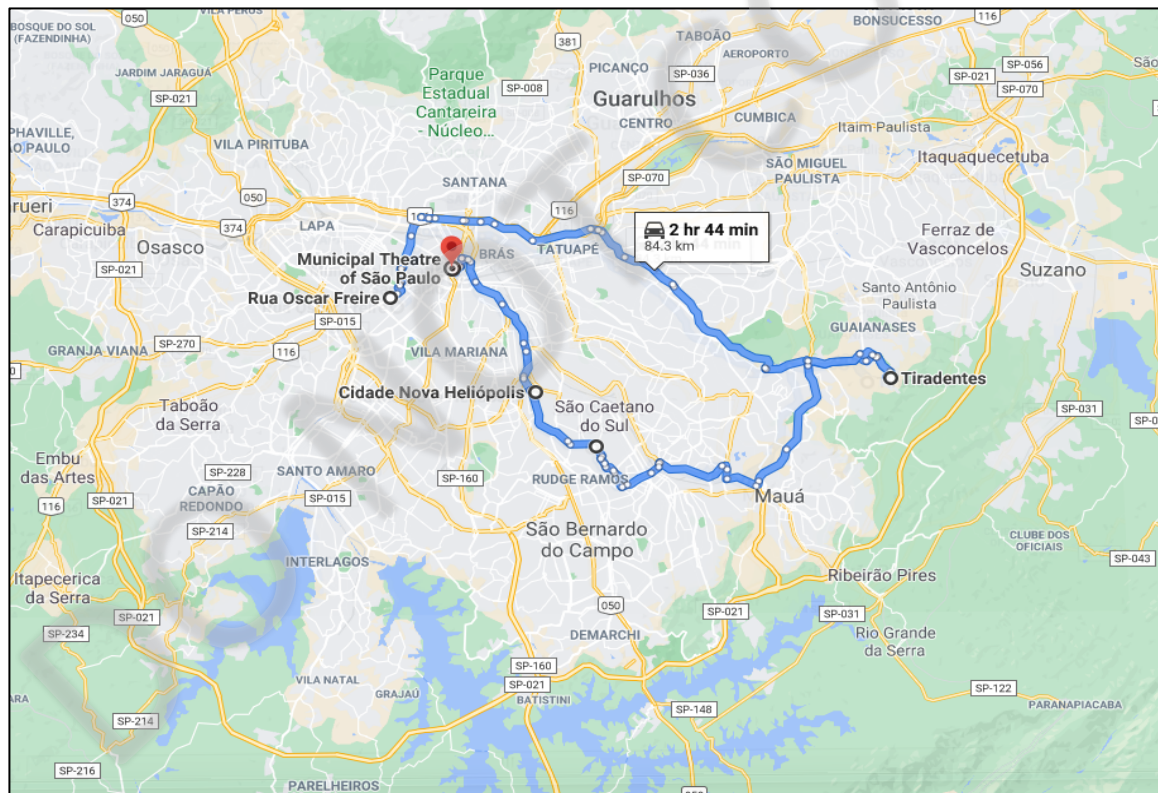 BOSQUE DO SOL
(FAZENDINHA)
VILA PERUS
050
381
TABOÃO
BONSUCESSO
116
AEROPORTO
JARDIM JARAGUÁ
SP-021
Parque
Estadual
Cantareira
- Núcleo...
SP-008
PICANÇO
SP-036
Guarulhos
CENTRO
CUMBICA
SP-021
SP-056
SP-070
Itaim Paulista
PHAVILLE,
VILA PIRITUBA
SÃO MIGUEL
PAULISTA
Itaquaquecetuba
SANTANA
SP-070
050
374
374
116
rueri
Carapicuíba
LAPA
Osasco
2 hr 44 min
84.3 km
TATUAPÉ
BRÁS
Municipal Theatre
of São Paulo
Rua Oscar Freire
Ferraz de
Vasconcelos
Suzano
SP-021
Santo Antônio
Paulista
GUAIANASES
SP-015
GRANJA VIANA
SP-270
116
VILA MARIANA
Tiradentes
Cidade Nova Heliópolis
São Caetano
do Sul
Taboão
da Serra
SP-031
Embu
das Artes
SP-228
SANTO AMARO
SP-015
SP-160
RUDGE RAMOS
Mauá
CAPÃO
REDONDO
SP-021
116
SP-214
São Bernardo
do Campo
CLUBE DOS
OFICIAIS
SP-043
INTERLAGOS
Itapecerica
da Serra
Ribeirão Pires
050
SP-021
SP-031
SP-021
SP-234
DEMARCHI
Rio Grande
da Serra
SP-160
SP-021
VILA NATAL
GRAJAÚ
BATISTINI
SP-122
PARANAPIACABA
SP-148
SP-214
SP-216
PARELHEIROS
050